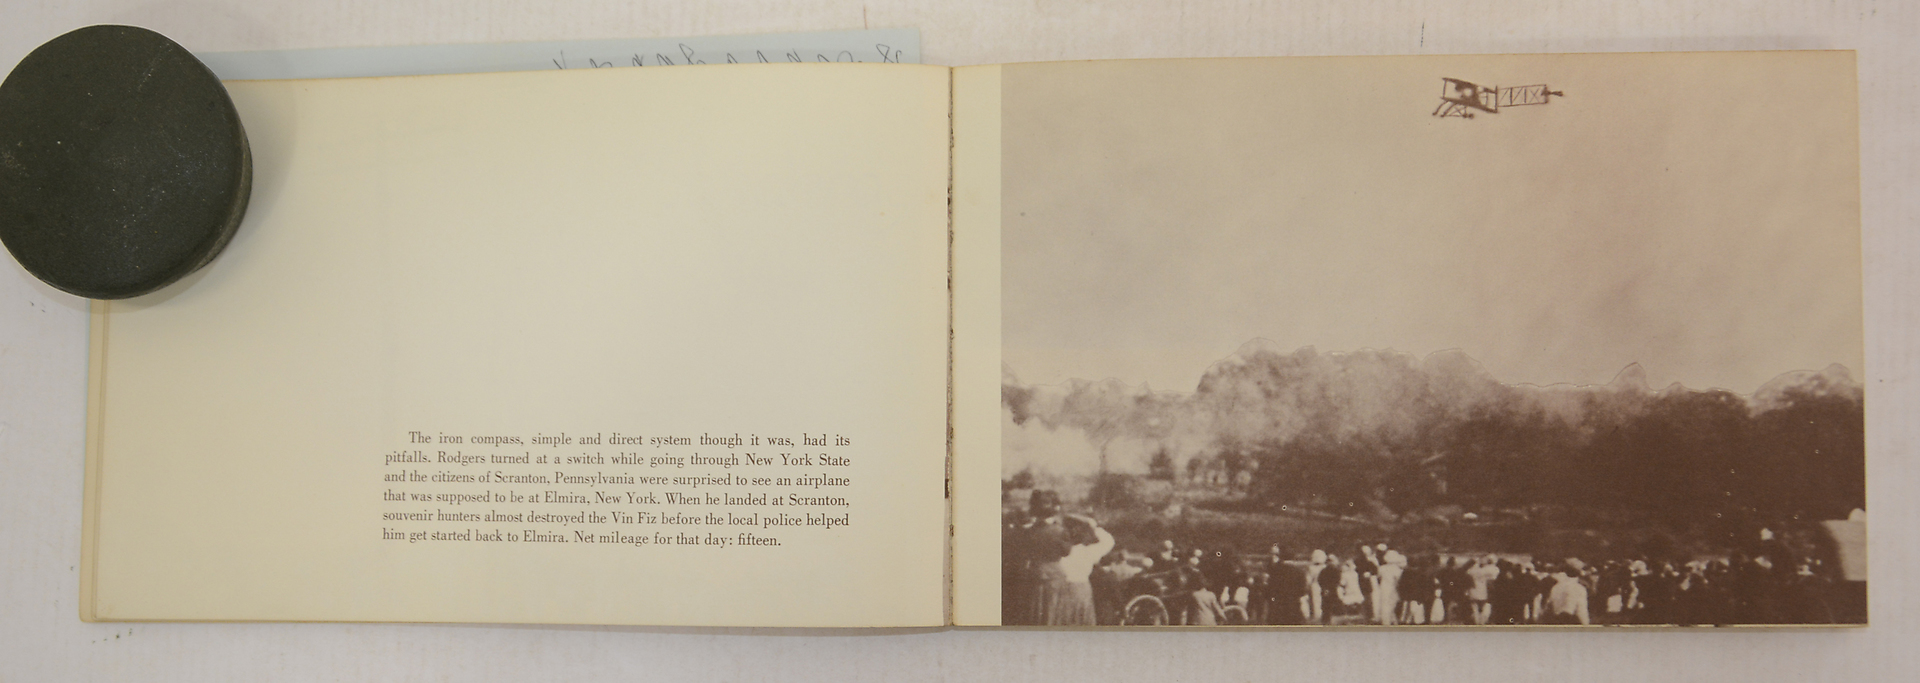 The iron compass, simple and direct system though it was, had its
pitfalls. Rodgers turned at a switch while going through New York State
and the citizens of Scranton, Pennsylvania were surprised to see an airplane
that was supposed to be at Elmira, New York. When he landed at Scranton,
souvenir hunters almost destroyed the Vin Fiz before the local police helped
him get started back to Elmira. Net mileage for that day: fifteen.